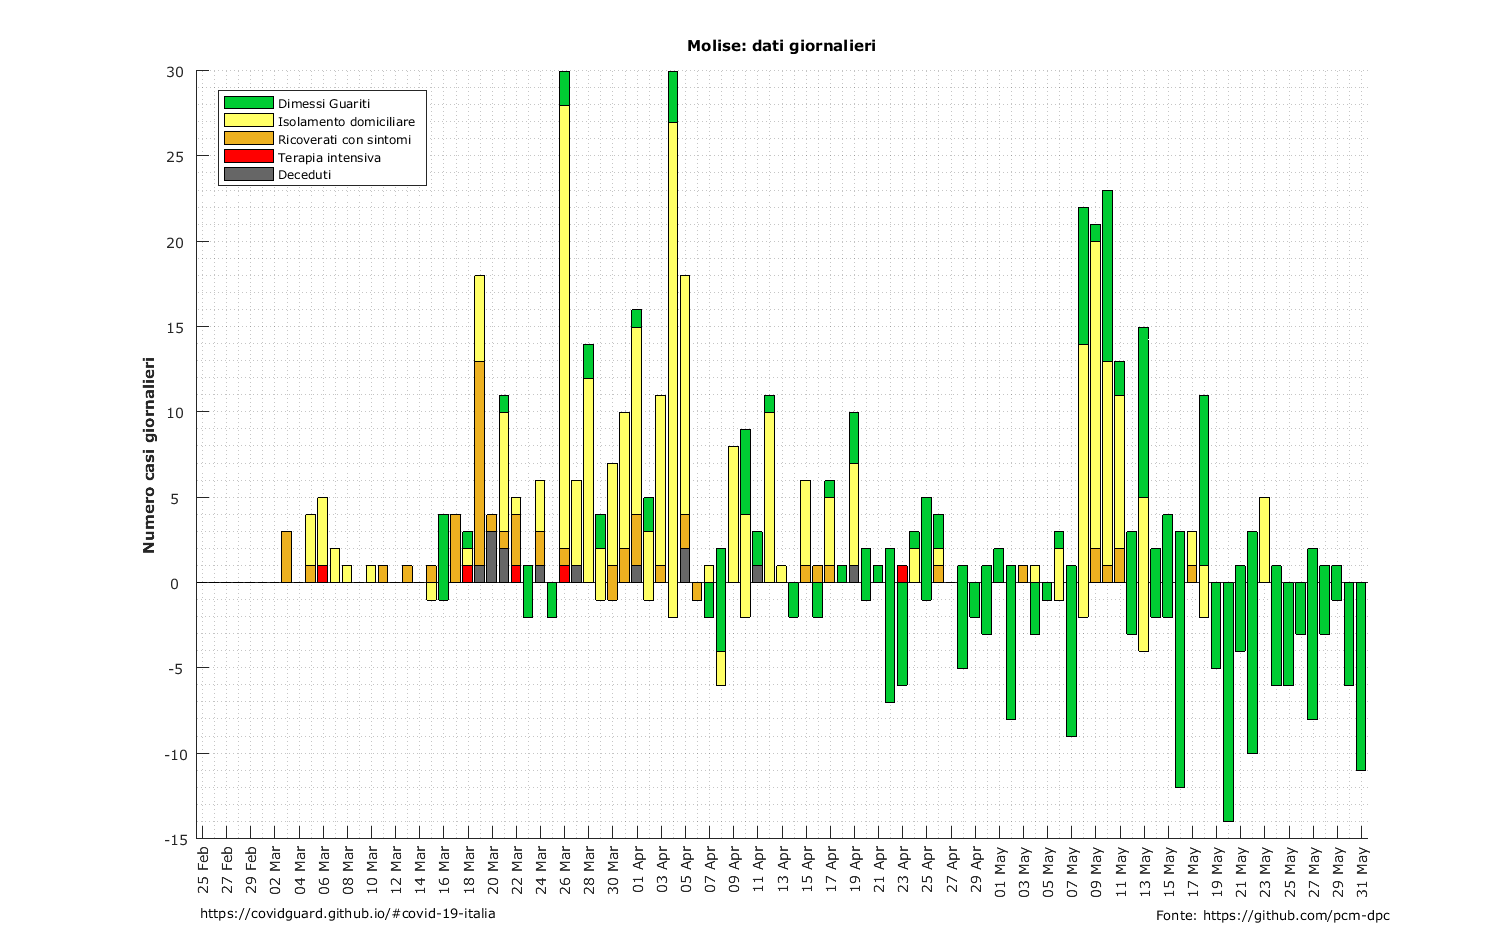 Molise: dati giornalieri
30
25
20
15
10
5
0
-5
-10
-15
Numero casi giornalieri
Dimessi Guariti
Isolamento domiciliare
Ricoverati con sintomi
Terapia intensiva
Deceduti
25 Feb
27 Feb
29 Feb
02 Mar
04 Mar
06 Mar
08 Mar
10 Mar
12 Mar
14 Mar
16 Mar
18 Mar
20 Mar
22 Mar
24 Mar
26 Mar
28 Mar
30 Mar
01 Apr
03 Apr
05 Apr
07 Apr
09 Apr
11 Apr
13 Apr
15 Apr
17 Apr
19 Apr
21 Apr
23 Apr
25 Apr
27 Apr
29 Apr
01 May
03 May
05 May
07 May
09 May
11 May
13 May
15 May
17 May
19 May
21 May
23 May
25 May
27 May
29 May
31 May
https://covidguard.github.io/#covid-19-italia
Fonte: https://github.com/pcm-dpc